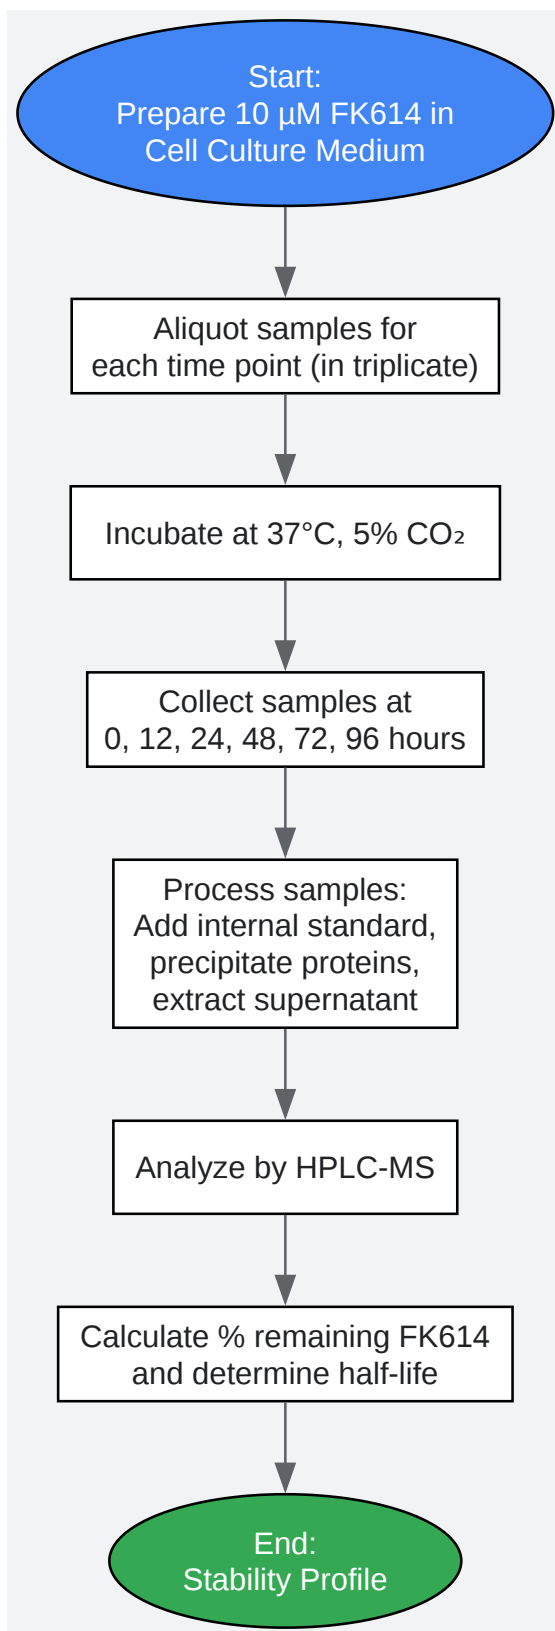 Start:
Prepare 10 µM FK614 in
Cell Culture Medium
Aliquot samples for
each time point (in triplicate)
Incubate at 37°C, 5% CO₂
Collect samples at
0, 12, 24, 48, 72, 96 hours
Process samples:
Add internal standard,
precipitate proteins,
extract supernatant
Analyze by HPLC-MS
Calculate % remaining FK614
and determine half-life
End:
Stability Profile